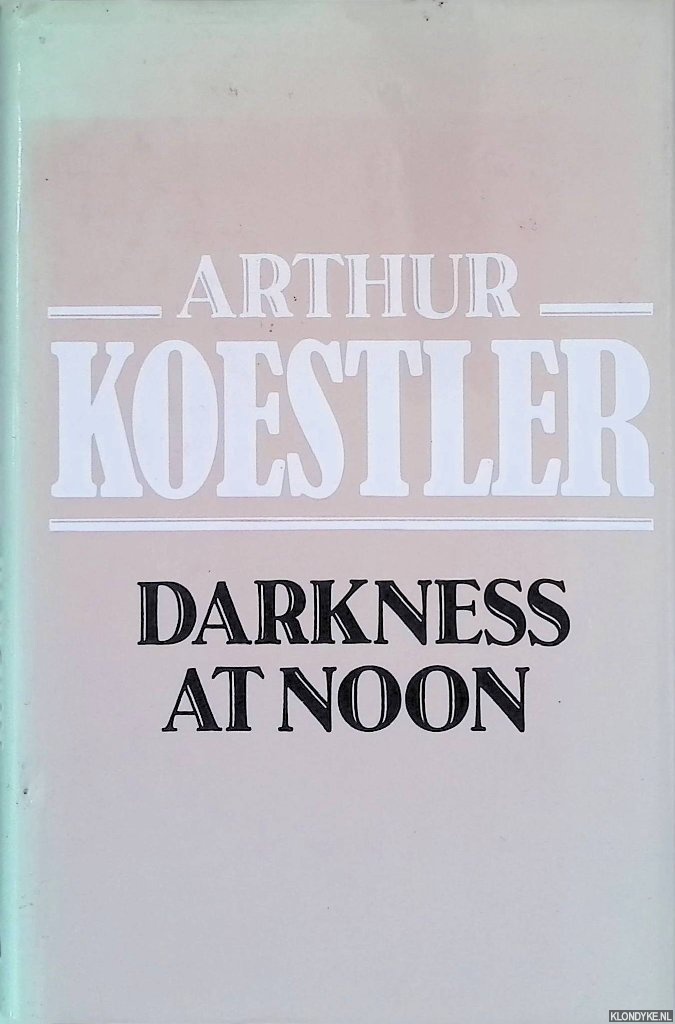 ARTHUR
KOESTLER
DARKNESS
AT NOON
KLONDYKE.NL